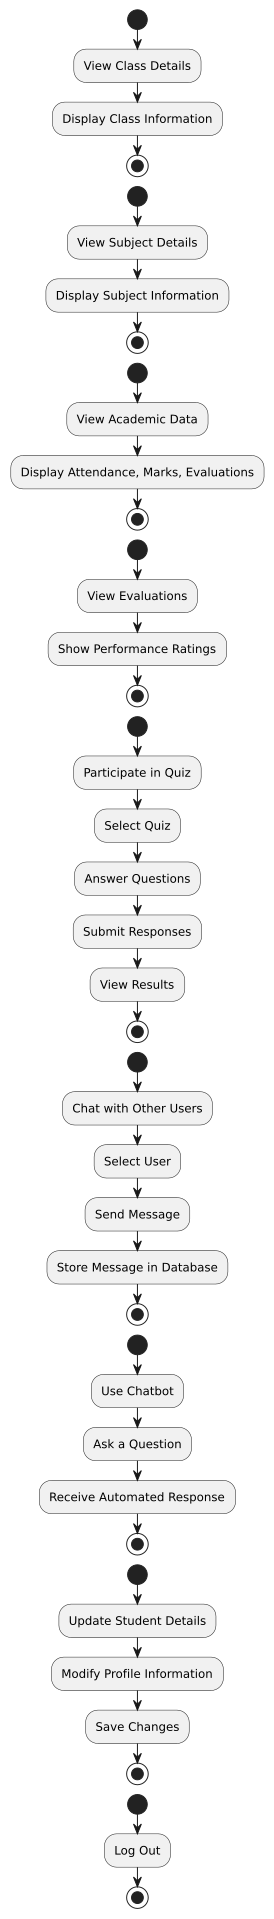 View Class Details
Display Class Information
View Subject Details
Display Subject Information
View Academic Data
Display Attendance, Marks, Evaluations
View Evaluations
Show Performance Ratings
Participate in Quiz
Select Quiz
Answer Questions
Submit Responses
View Results
Chat with Other Users
Select User
Send Message
Store Message in Database
Use Chatbot
Ask a Question
Receive Automated Response
Update Student Details
Modify Profile Information
Save Changes
Log Out